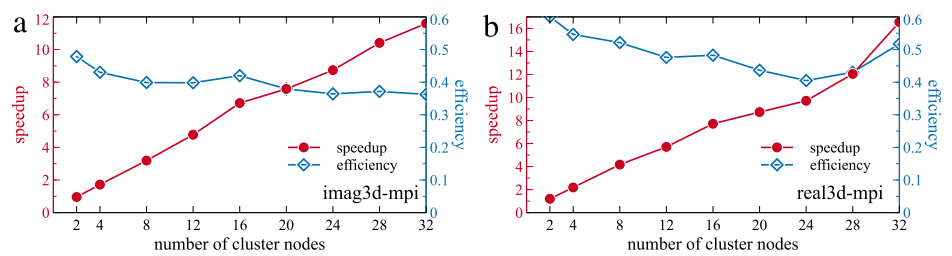 a
12
10
8
6
4
2
0
speedup
0.6
0.5
0.4
0.3
0.2
0.1
0
efficiency
speedup
efficiency
imag3d-mpi
2 4 8 12 16 20 24 28 32
number of cluster nodes
b
16
14
12
10
8
6
4
2
0
speedup
0.6
0.5
0.4
0.3
0.2
0.1
0
efficiency
speedup
efficiency
real3d-mpi
2 4 8 12 16 20 24 28 32
number of cluster nodes